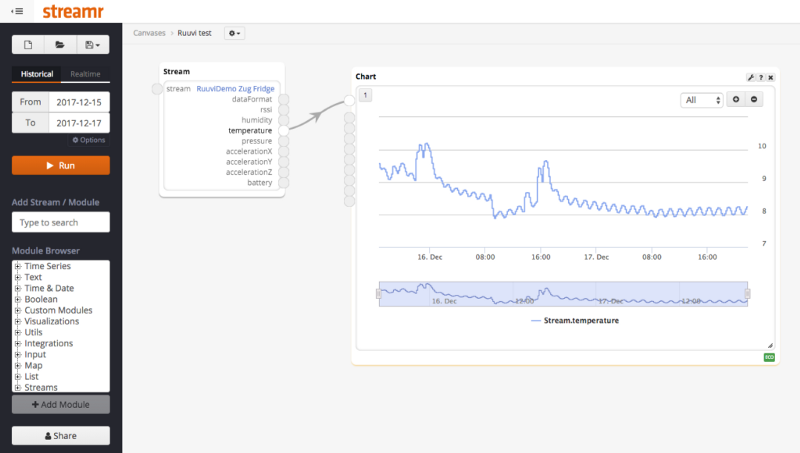 streamr
Canvases > Ruuvi test
Historical Realtime
From 2017-12-15
To 2017-12-17
Options
Run
Add Stream / Module
Type to search
Module Browser
Time Series
Text
Time & Date
Boolean
Custom Modules
Visualizations
Utils
Integrations
Input
Map
List
Streams
Add Module
Share
Stream
stream RuuviDemo Zug Fridge
dataFormat
rssi
humidity
temperature
pressure
accelerationX
accelerationY
accelerationZ
battery
Chart
?
1
All
10
9
8
7
16. Dec 08:00 16:00 17. Dec 08:00 16:00
16. Dec 12:00 17. Dec 12:00
Stream.temperature
ECO